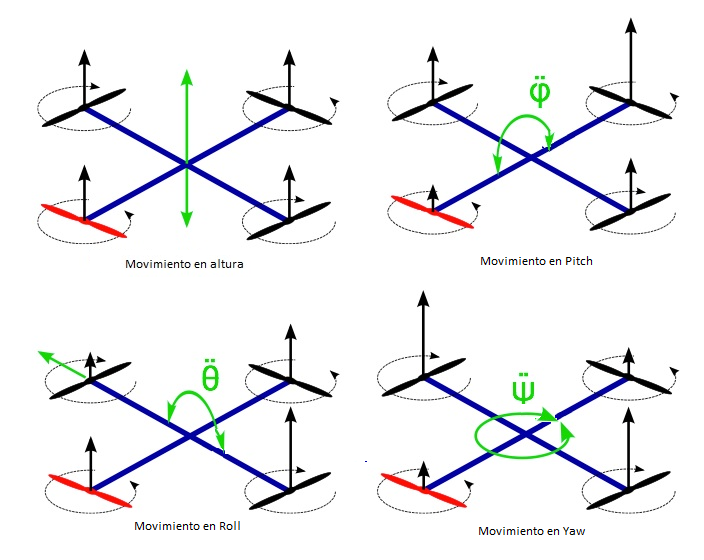 φ̈
Movimiento en altura
Movimiento en Pitch
θ̈
Ψ̈
Movimiento en Roll
Movimiento en Yaw